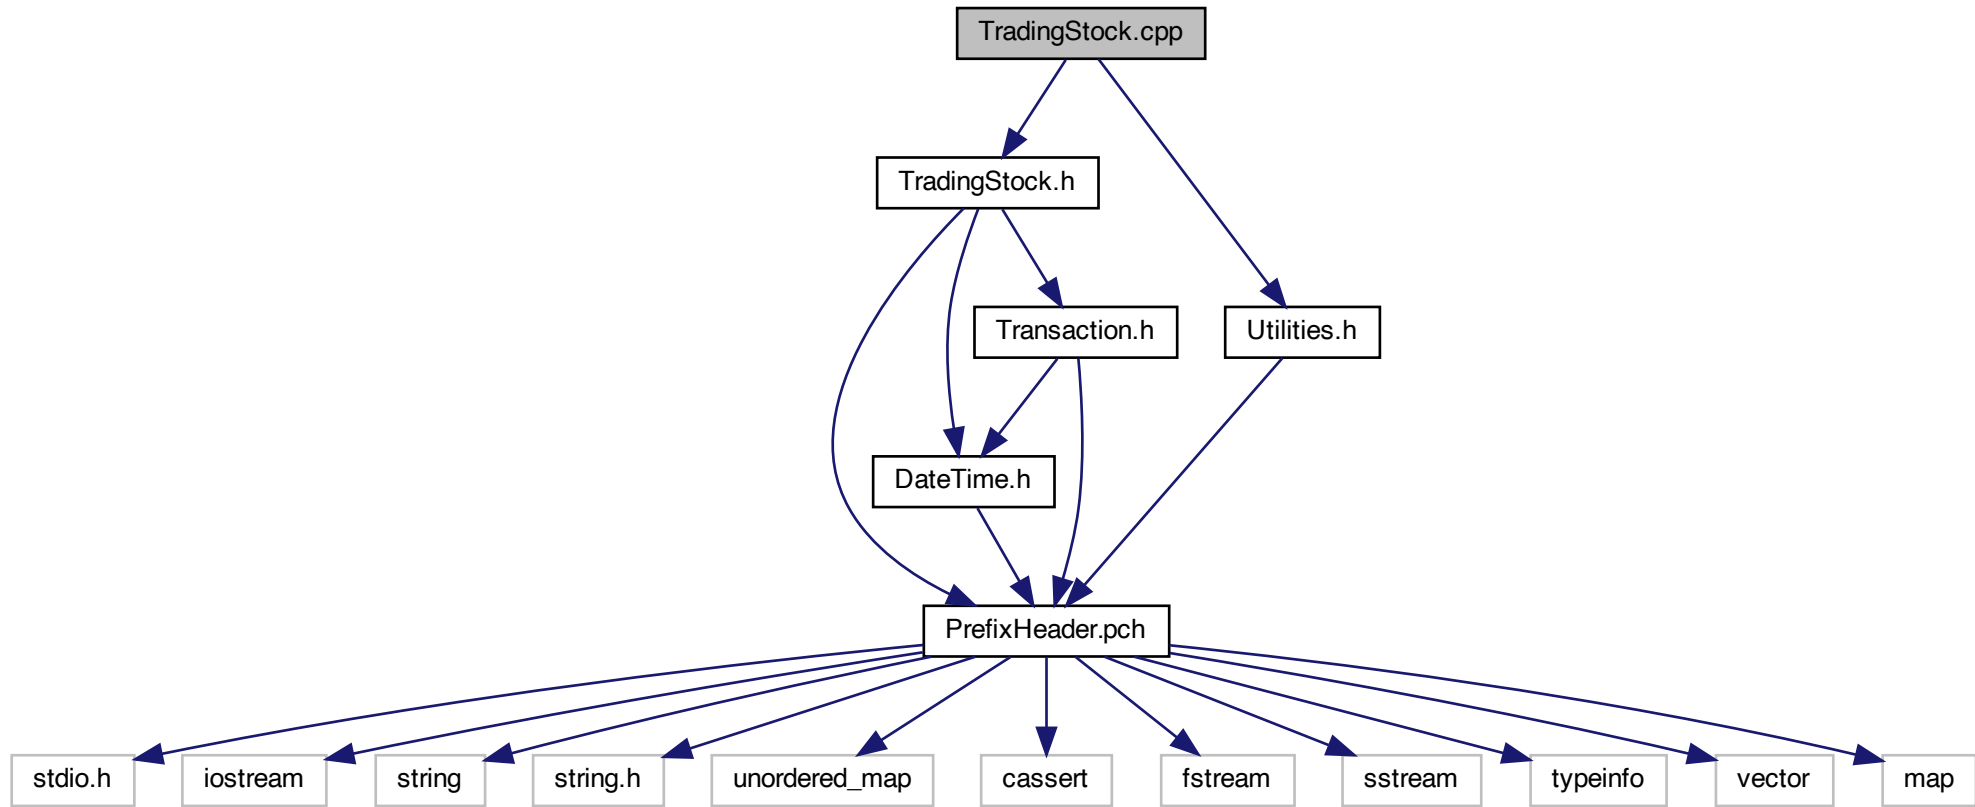 TradingStock.cpp
TradingStock.h
Transaction.h
Utilities.h
DateTime.h
PrefixHeader.pch
stdio.h
iostream
string
string.h
unordered_map
cassert
fstream
sstream
typeinfo
vector
map